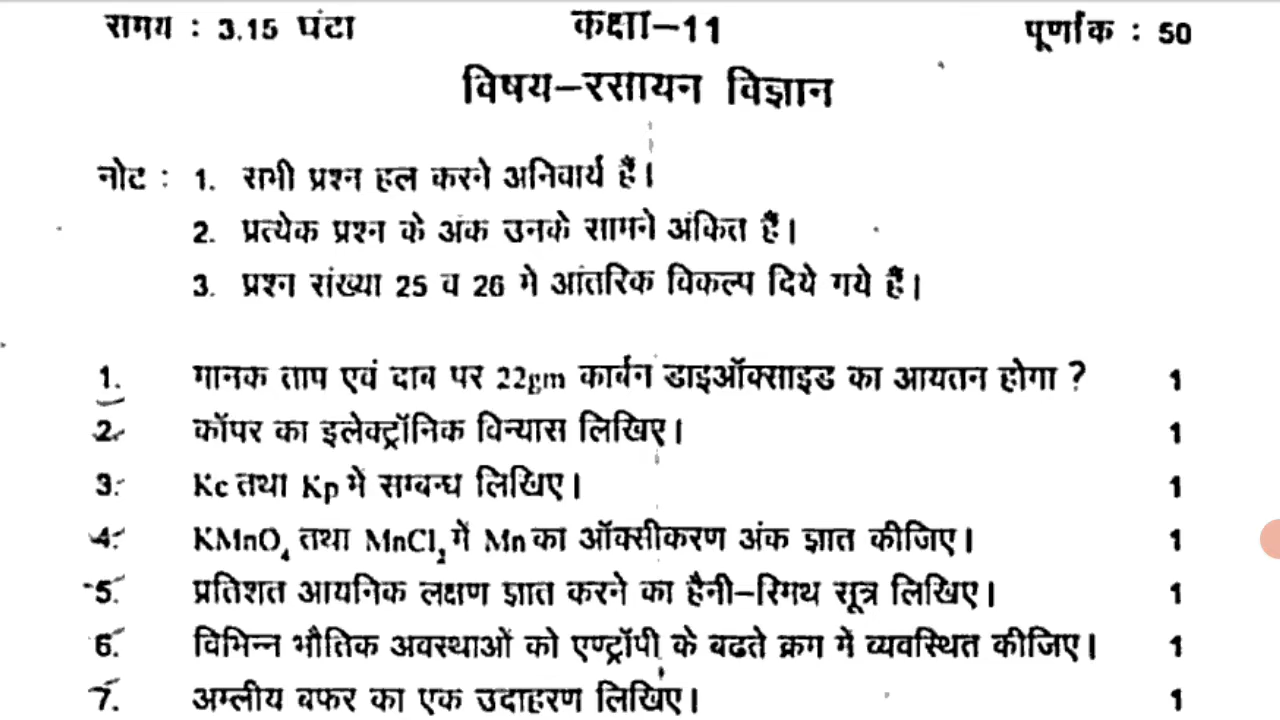 समय : 3.15 घंटा कक्षा-11 पूर्णांक : 50
विषय-रसायन विज्ञान
नोट : 1. सभी प्रश्न हल करने अनिवार्य हैं।
2. प्रत्येक प्रश्न के अंक उनके सामने अंकित हैं।
3. प्रश्न संख्या 25 व 26 मे आंतरिक विकल्प दिये गये हैं।
1. मानक ताप एवं दाब पर 22gm कार्बन डाइऑक्साइड का आयतन होगा ? 1
2. कॉपर का इलेक्ट्रॉनिक विन्यास लिखिए। 1
3. Kc तथा Kp में सम्बन्ध लिखिए। 1
4. KMnO₄ तथा MnCl₂ में Mn का ऑक्सीकरण अंक ज्ञात कीजिए। 1
5. प्रतिशत आयनिक लक्षण ज्ञात करने का हैनी-स्मिथ सूत्र लिखिए। 1
6. विभिन्न भौतिक अवस्थाओं को एण्ट्रॉपी के बढते क्रम में व्यवस्थित कीजिए। 1
7. अम्लीय बफर का एक उदाहरण लिखिए। 1